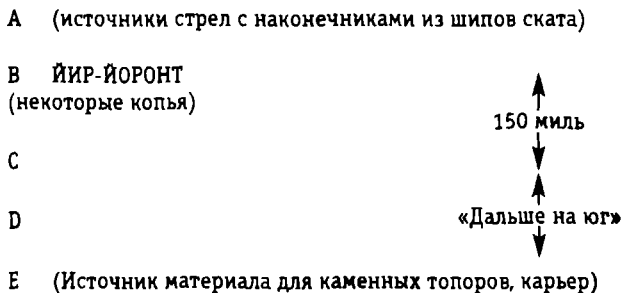 A (источники стрел с наконечниками из шипов ската)
B ЙИР-ЙОРОНТ
(некоторые копья)
150 миль
C
D
«Дальше на юг»
E (Источник материала для каменных топоров, карьер)